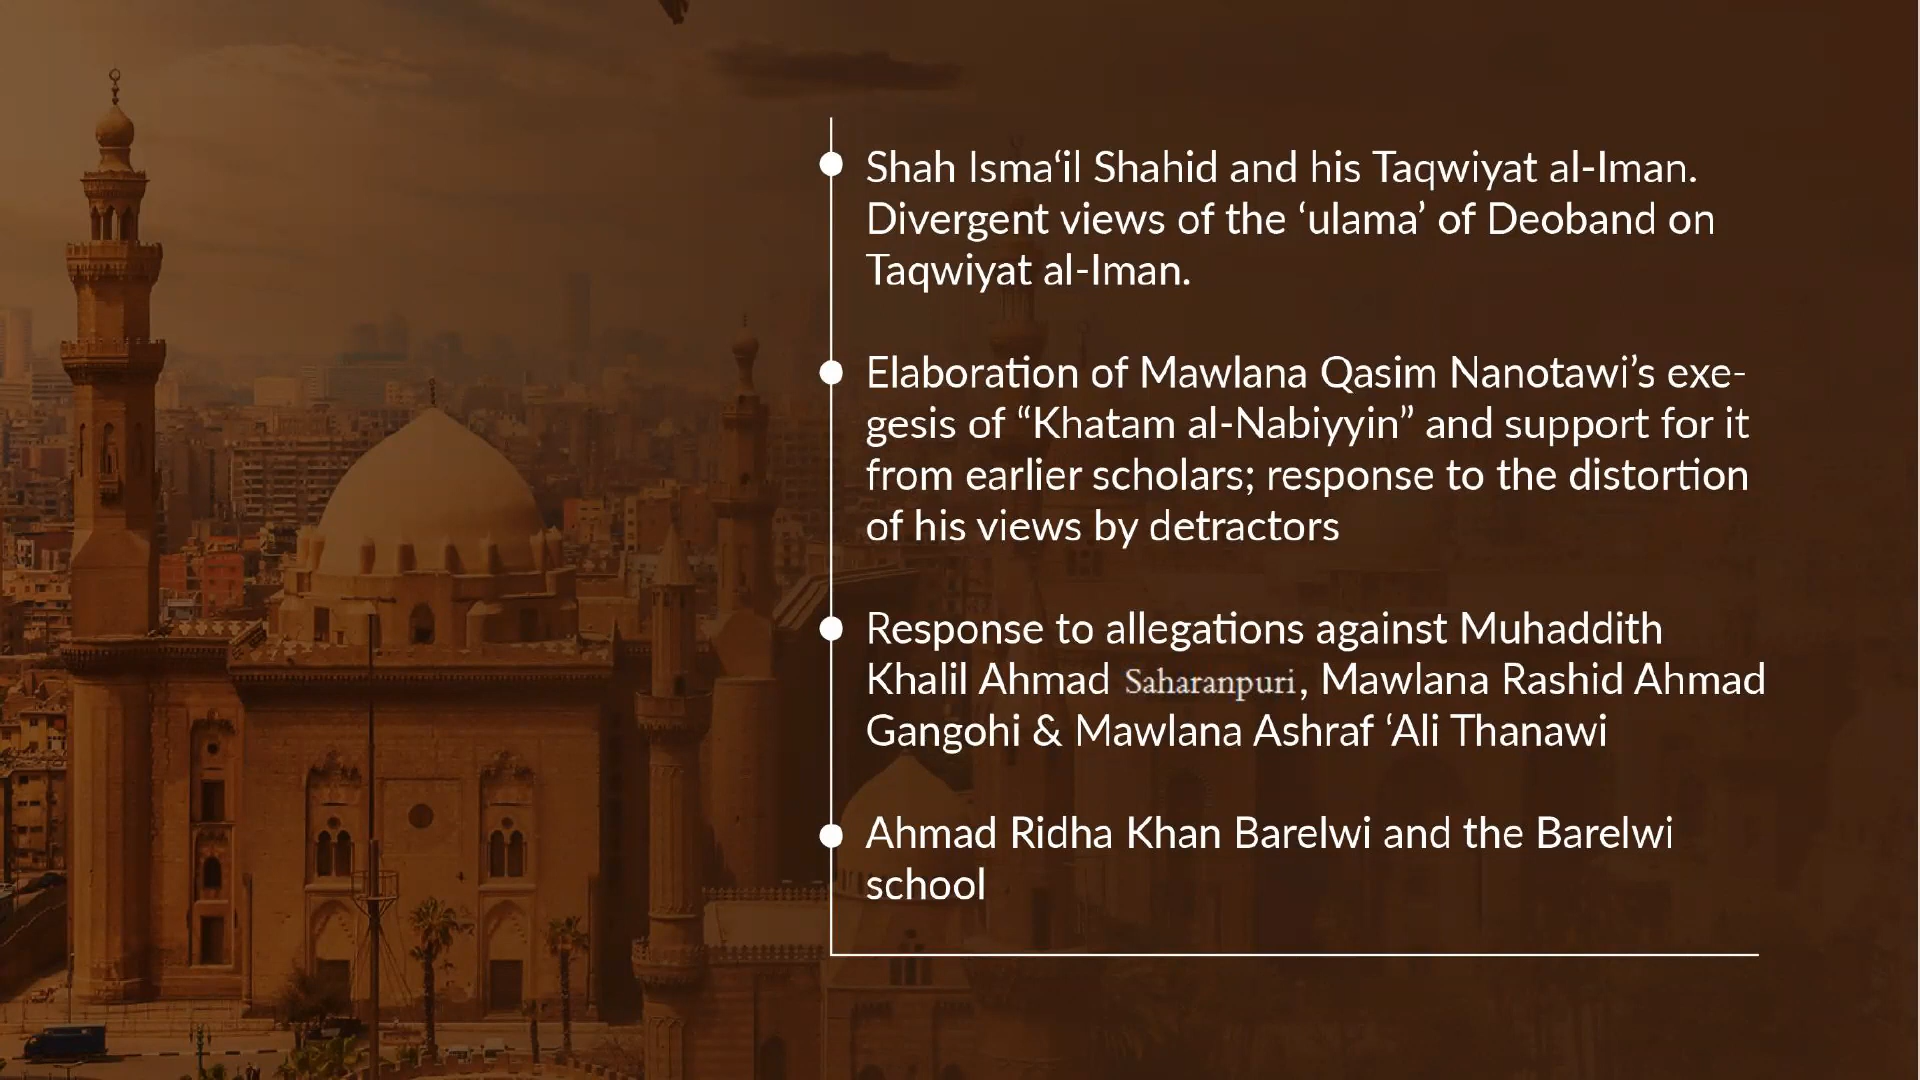 Shah Isma‘il Shahid and his Taqwiyat al-Iman.
Divergent views of the ‘ulama’ of Deoband on
Taqwiyat al-Iman.
Elaboration of Mawlana Qasim Nanotawi’s exe-
gesis of “Khatam al-Nabiyyin” and support for it
from earlier scholars; response to the distortion
of his views by detractors
Response to allegations against Muhaddith
Khalil Ahmad Saharanpuri, Mawlana Rashid Ahmad
Gangohi & Mawlana Ashraf ‘Ali Thanawi
Ahmad Ridha Khan Barelwi and the Barelwi
school